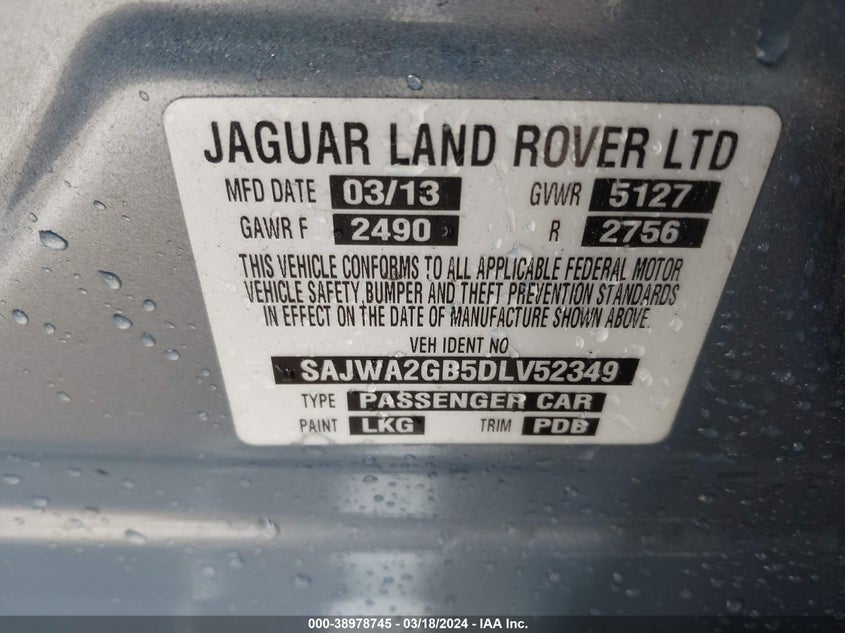 JAGUAR LAND ROVER LTD
MFD DATE 03/13 GVWR 5127
GAWR F 2490 R 2756
THIS VEHICLE CONFORMS TO ALL APPLICABLE FEDERAL MOTOR
VEHICLE SAFETY, BUMPER AND THEFT PREVENTION STANDARDS
IN EFFECT ON THE DATE OF MANUFACTURE SHOWN ABOVE.
VEH IDENT NO
SAJWA2GB5DLV52349
TYPE PASSENGER CAR
PAINT LKG TRIM PDB
000-38978745 - 03/18/2024 - IAA Inc.